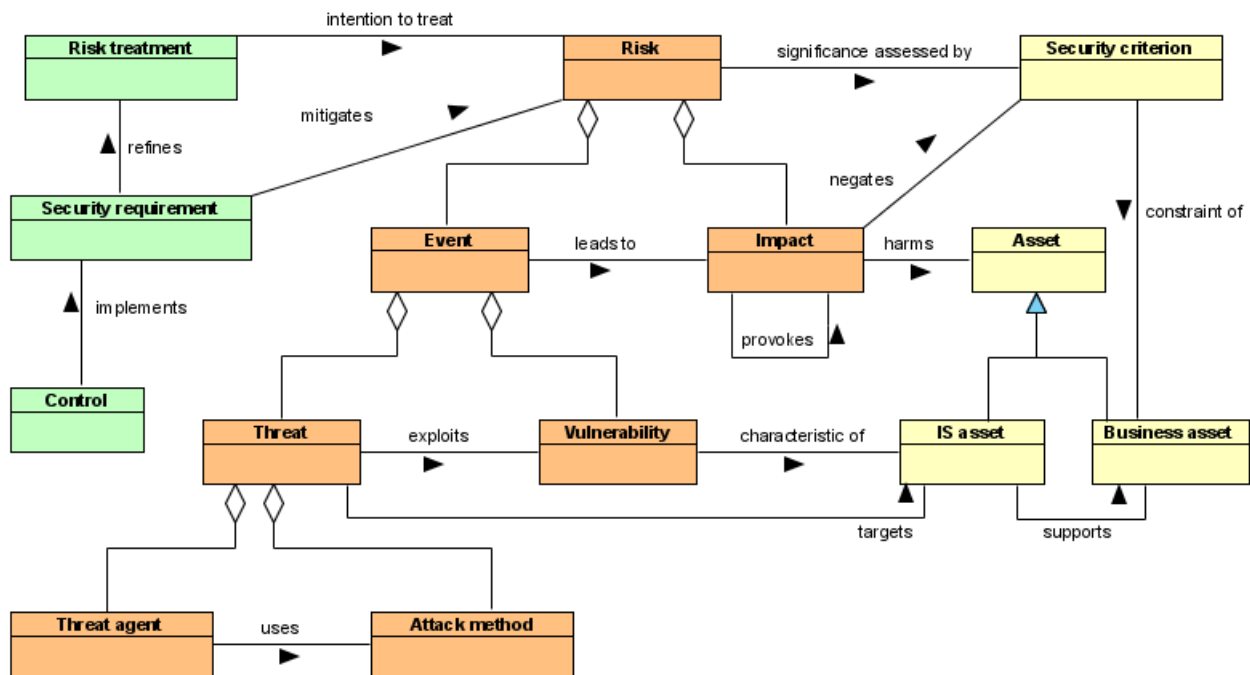 intention to treat
Risk treatment
Risk
significance assessed by
Security criterion
mitigates
refines
negates
Security requirement
constraint of
Event
leads to
Impact
harms
Asset
implements
provokes
Control
Threat
exploits
Vulnerability
characteristic of
IS asset
Business asset
targets
supports
Threat agent
uses
Attack method